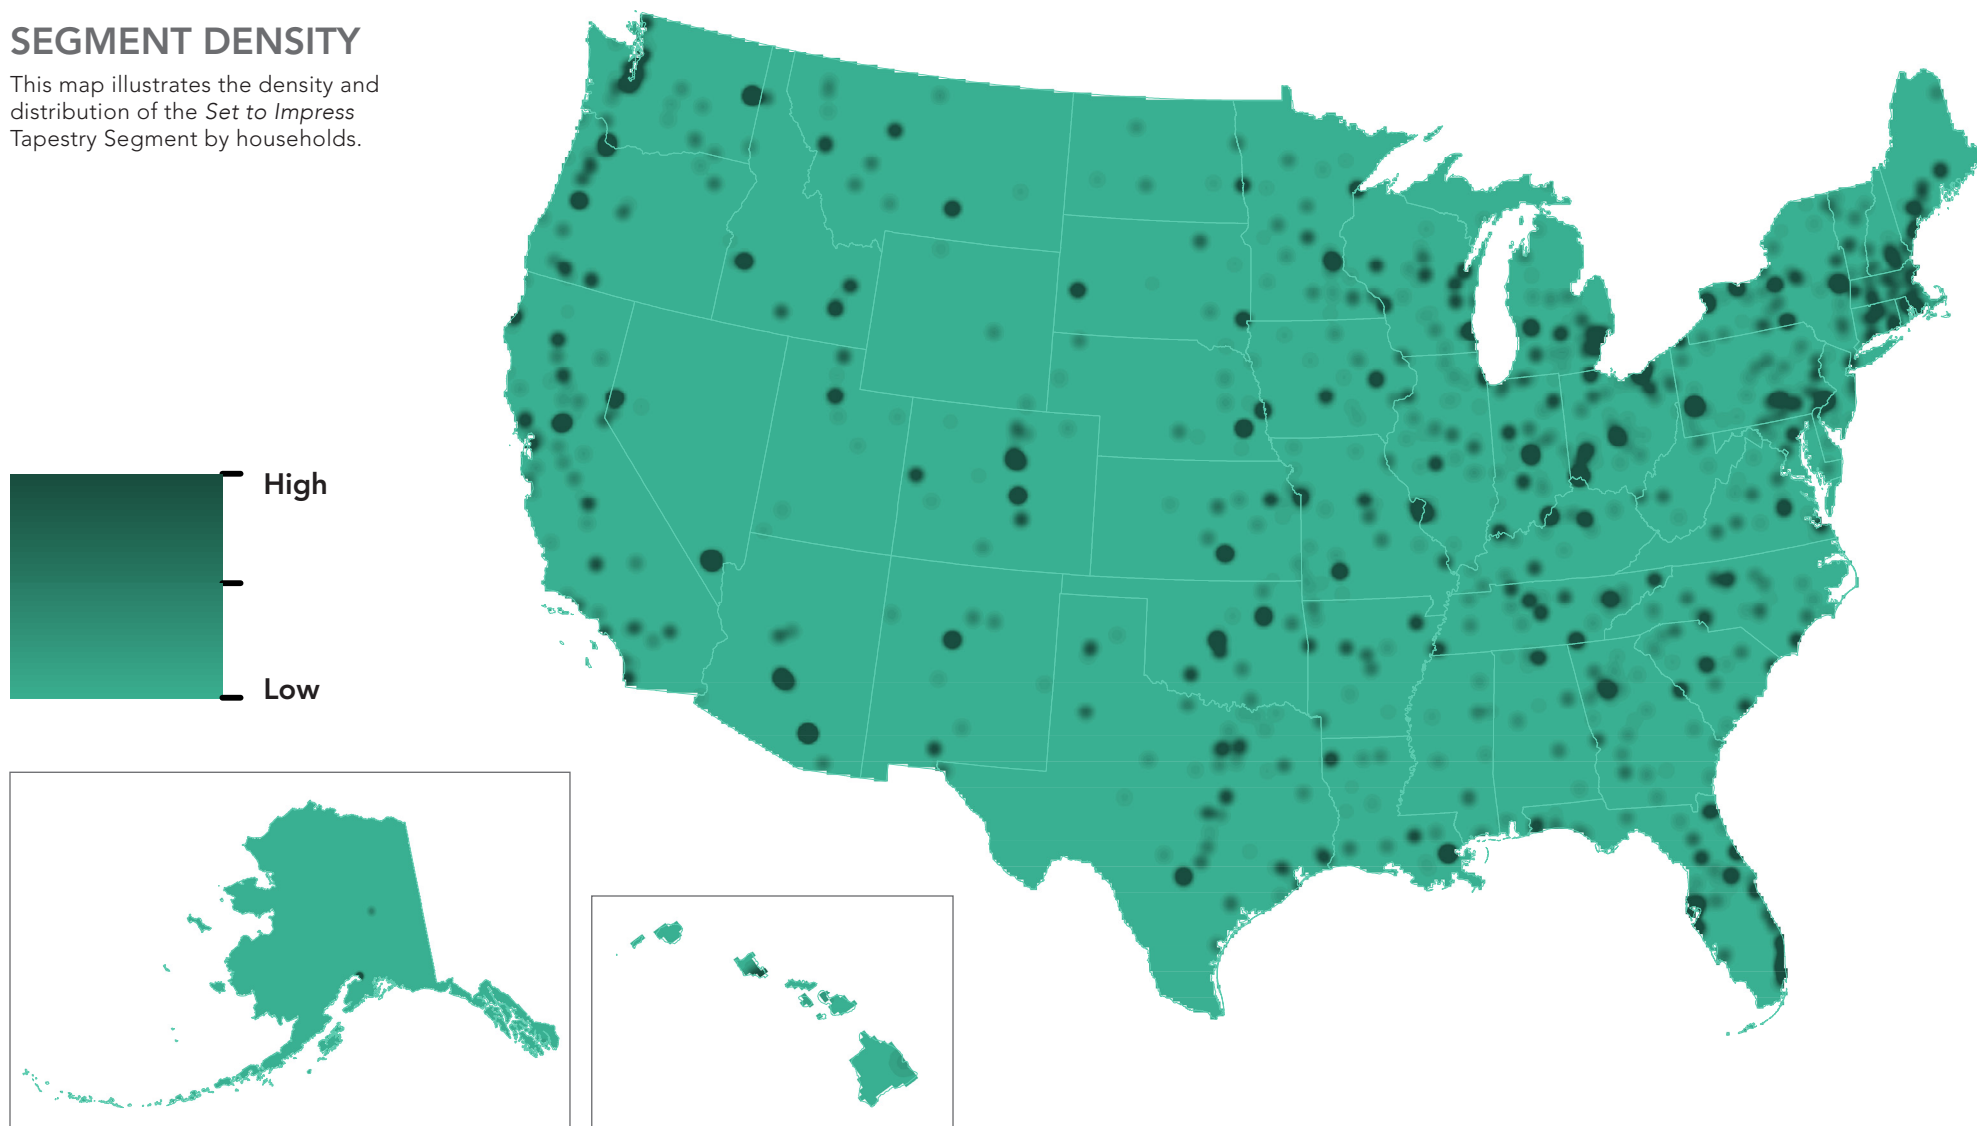 SEGMENT DENSITY
This map illustrates the density and
distribution of the Set to Impress
Tapestry Segment by households.
High
Low